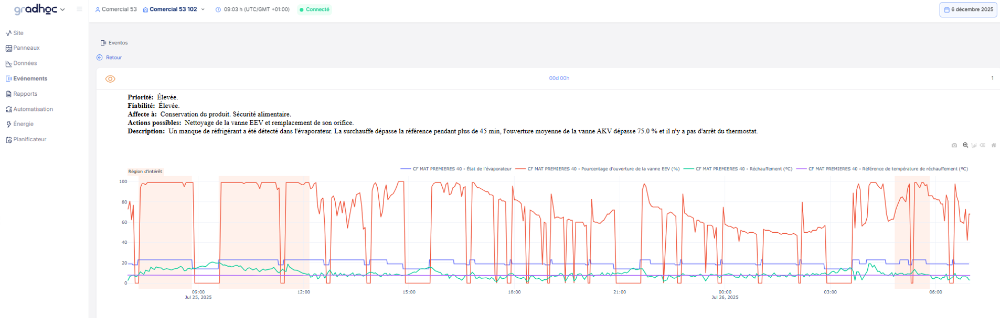 gradhoc
Comercial 53 Comercial 53 102 09:03 h (UTC/GMT +01:00) Connecté 6 décembre 2025
Site
Panneaux
Données
Evénements
Rapports
Automatisation
Énergie
Planificateur
Eventos
Retour
00d 00h 1
Priorité: Élevée.
Fiabilité: Élevée.
Affecte à: Conservation du produit. Sécurité alimentaire.
Actions possibles: Nettoyage de la vanne EEV et remplacement de son orifice.
Description: Un manque de réfrigérant a été détecté dans l'évaporateur. La surchauffe dépasse la référence pendant plus de 45 min, l'ouverture moyenne de la vanne AKV dépasse 75.0 % et il n'y a pas d'arrêt du thermostat.
CF MAT PREMIERES 40 - État de l'évaporateur CF MAT PREMIERES 40 - Pourcentage d'ouverture de la vanne EEV (%) CF MAT PREMIERES 40 - Réchauffement (ºC) CF MAT PREMIERES 40 - Référence de température de réchauffement (ºC)
Région d'intérêt
100
80
60
40
20
0
09:00 12:00 15:00 18:00 21:00 00:00 03:00 06:00
Jul 25, 2025 Jul 26, 2025